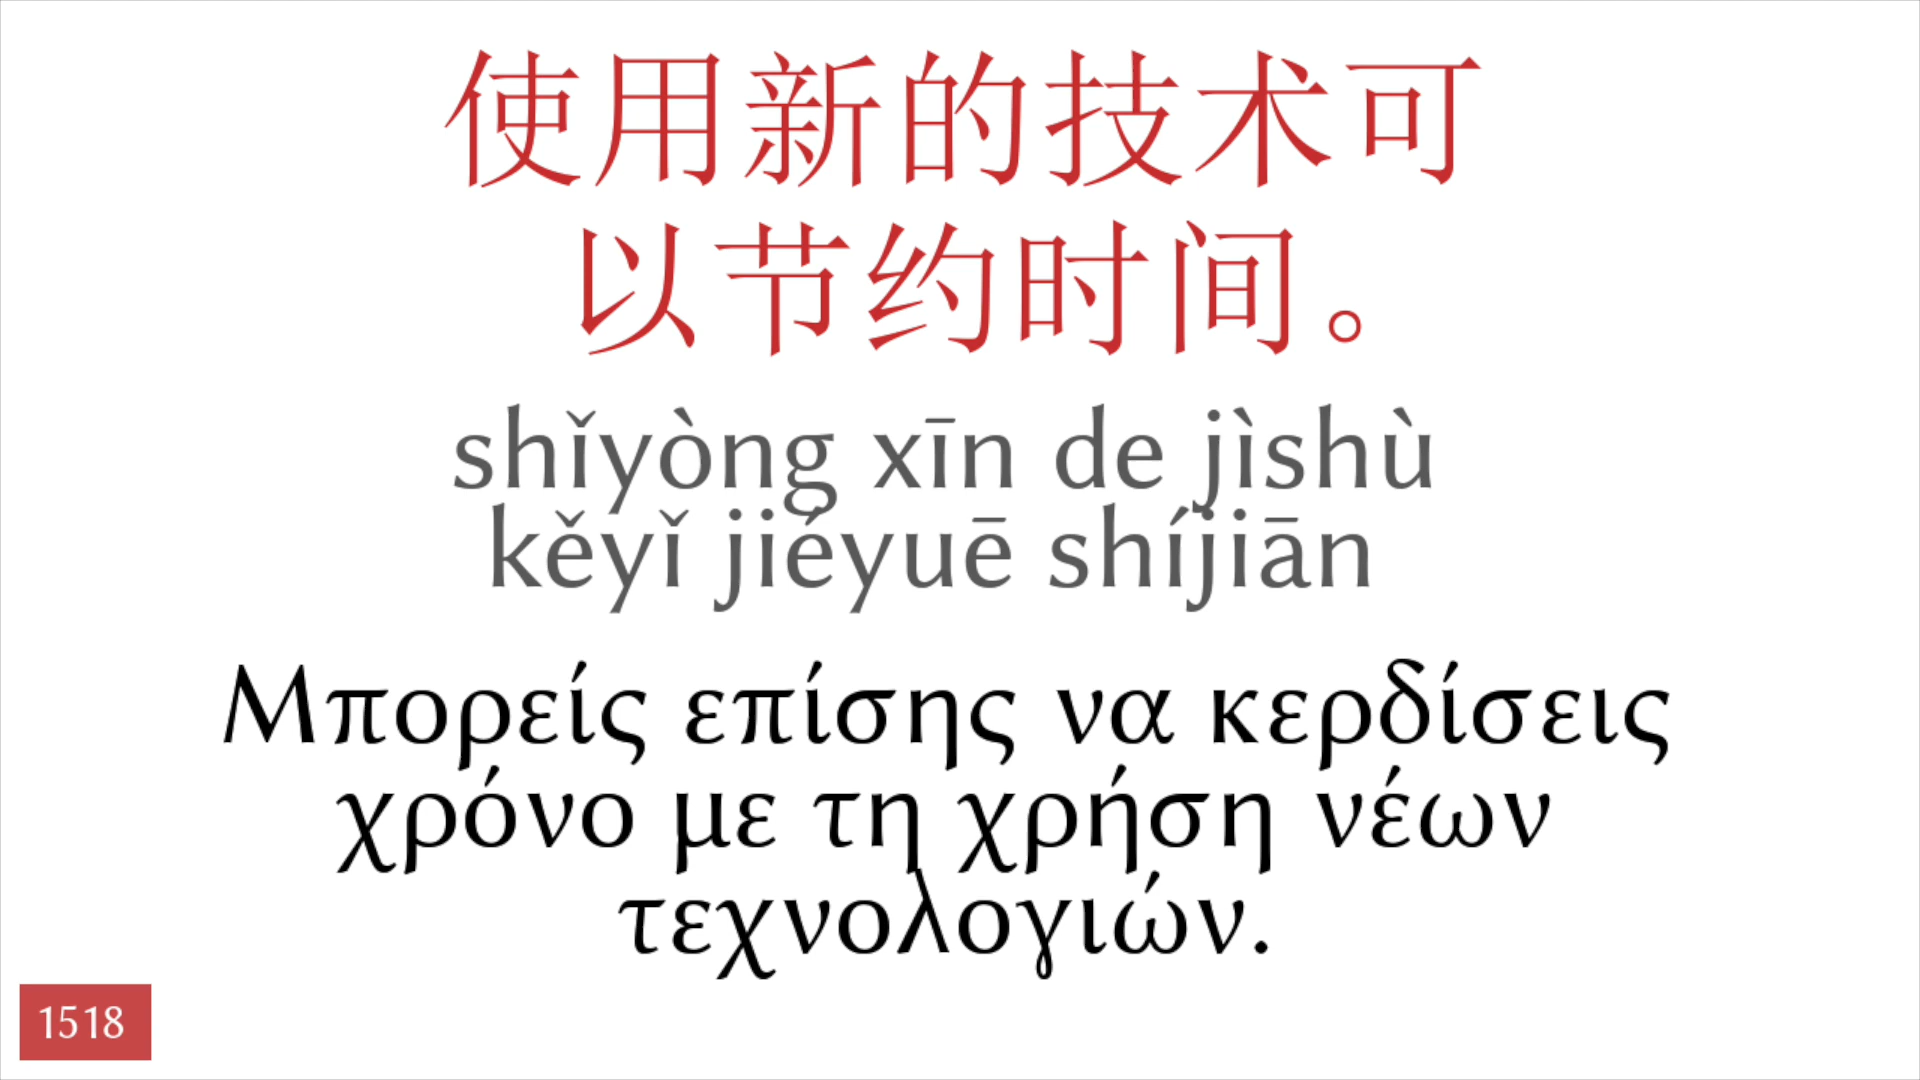 使用新的技术可
以节约时间。
shǐyòng xīn de jìshù
kěyǐ jiéyuē shíjiān
Μπορείς επίσης να κερδίσεις
χρόνο με τη χρήση νέων
τεχνολογιών.
1518